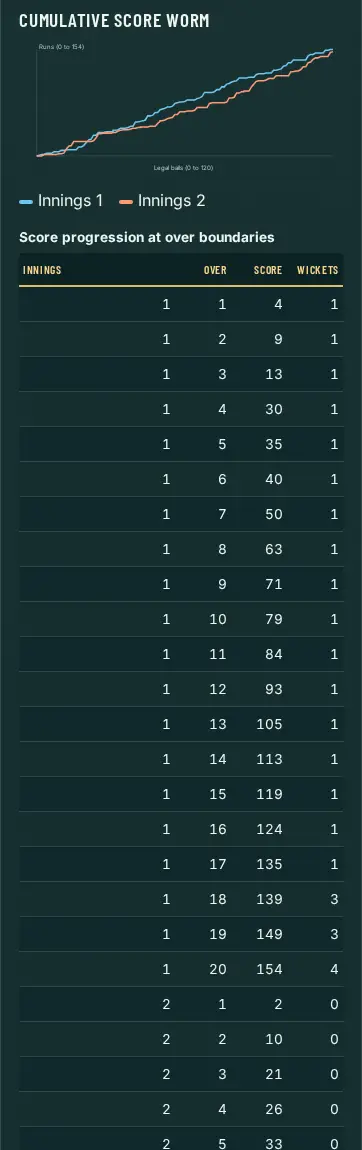 CUMULATIVE SCORE WORM
Runs (0 to 154)
Legal balls (0 to 120)
Innings 1 Innings 2
Score progression at over boundaries
INNINGS OVER SCORE WICKETS
1 1 4 1
1 2 9 1
1 3 13 1
1 4 30 1
1 5 35 1
1 6 40 1
1 7 50 1
1 8 63 1
1 9 71 1
1 10 79 1
1 11 84 1
1 12 93 1
1 13 105 1
1 14 113 1
1 15 119 1
1 16 124 1
1 17 135 1
1 18 139 3
1 19 149 3
1 20 154 4
2 1 2 0
2 2 10 0
2 3 21 0
2 4 26 0
2 5 33 0